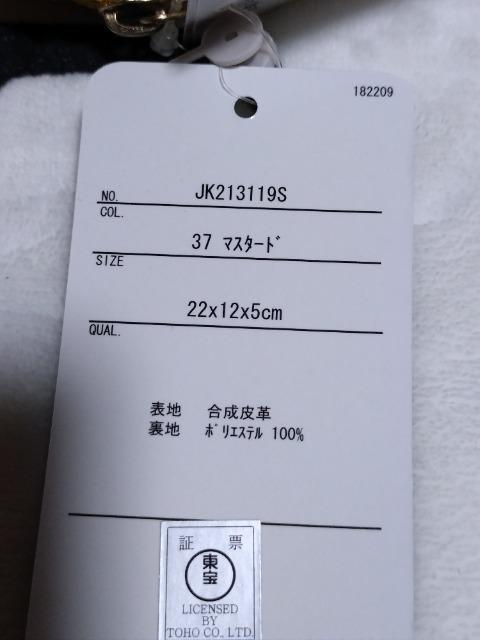 182209
NO. JK213119S
COL.
37 ﾏｽﾀｰﾄﾞ
SIZE
22x12x5cm
QUAL.
表地 合成皮革
裏地 ﾎﾟﾘｴｽﾃﾙ 100%
証 票
東宝
LICENSED
BY
TOHO CO., LTD.